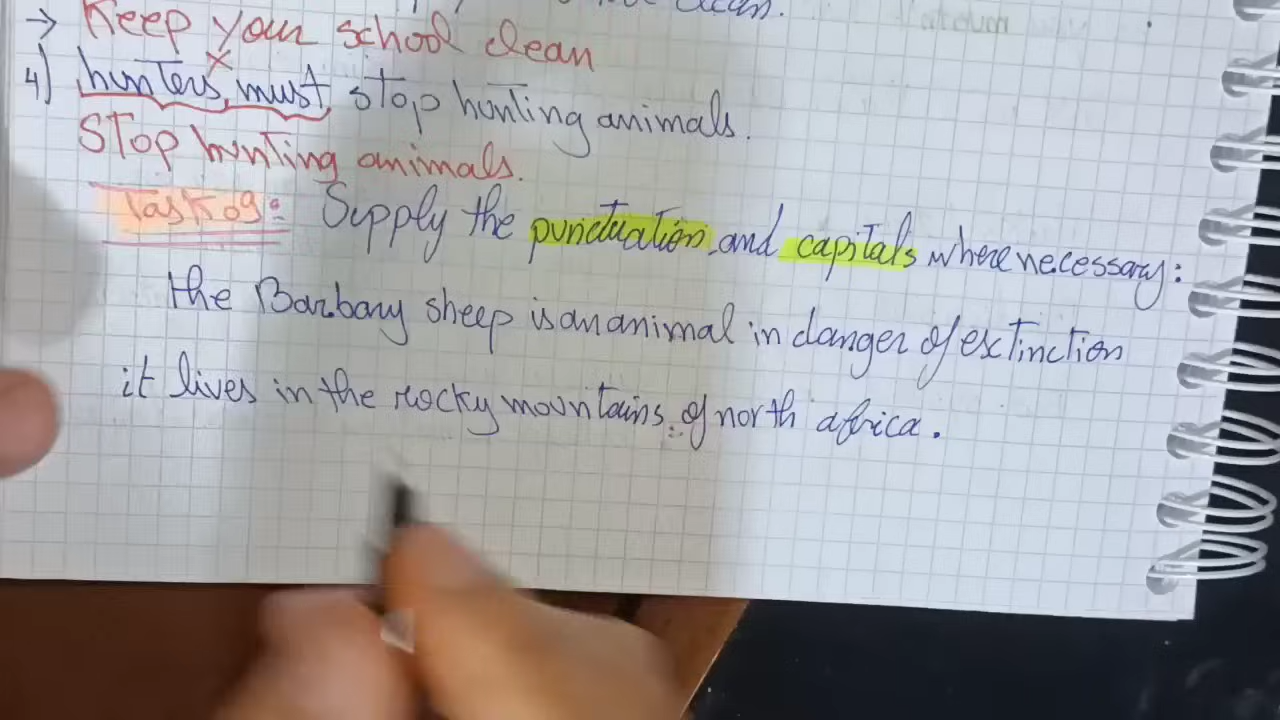 clean.
→ Keep your school clean
4) hunters must stop hunting animals.
Stop hunting animals.
Task 09: Supply the punctuation and capitals where necessary:
the Barbary sheep is an animal in danger of extinction
it lives in the rocky mountains of north africa.